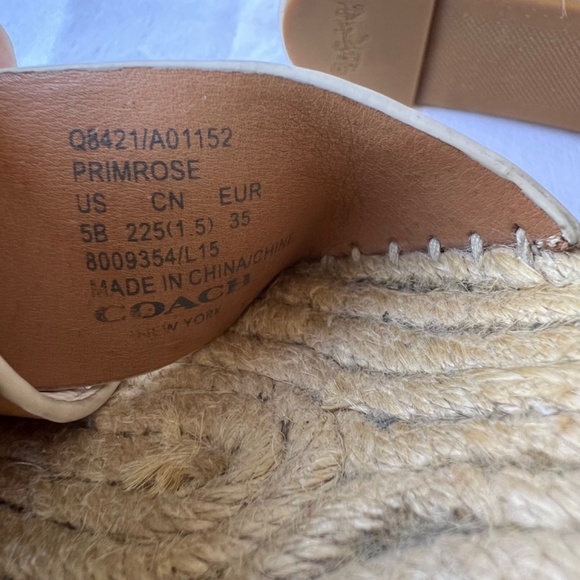 Q8421/A01152
PRIMROSE
US CN EUR
5B 225(1.5) 35
8009354/L15
MADE IN CHINA/CHINE
COACH
NEW YORK